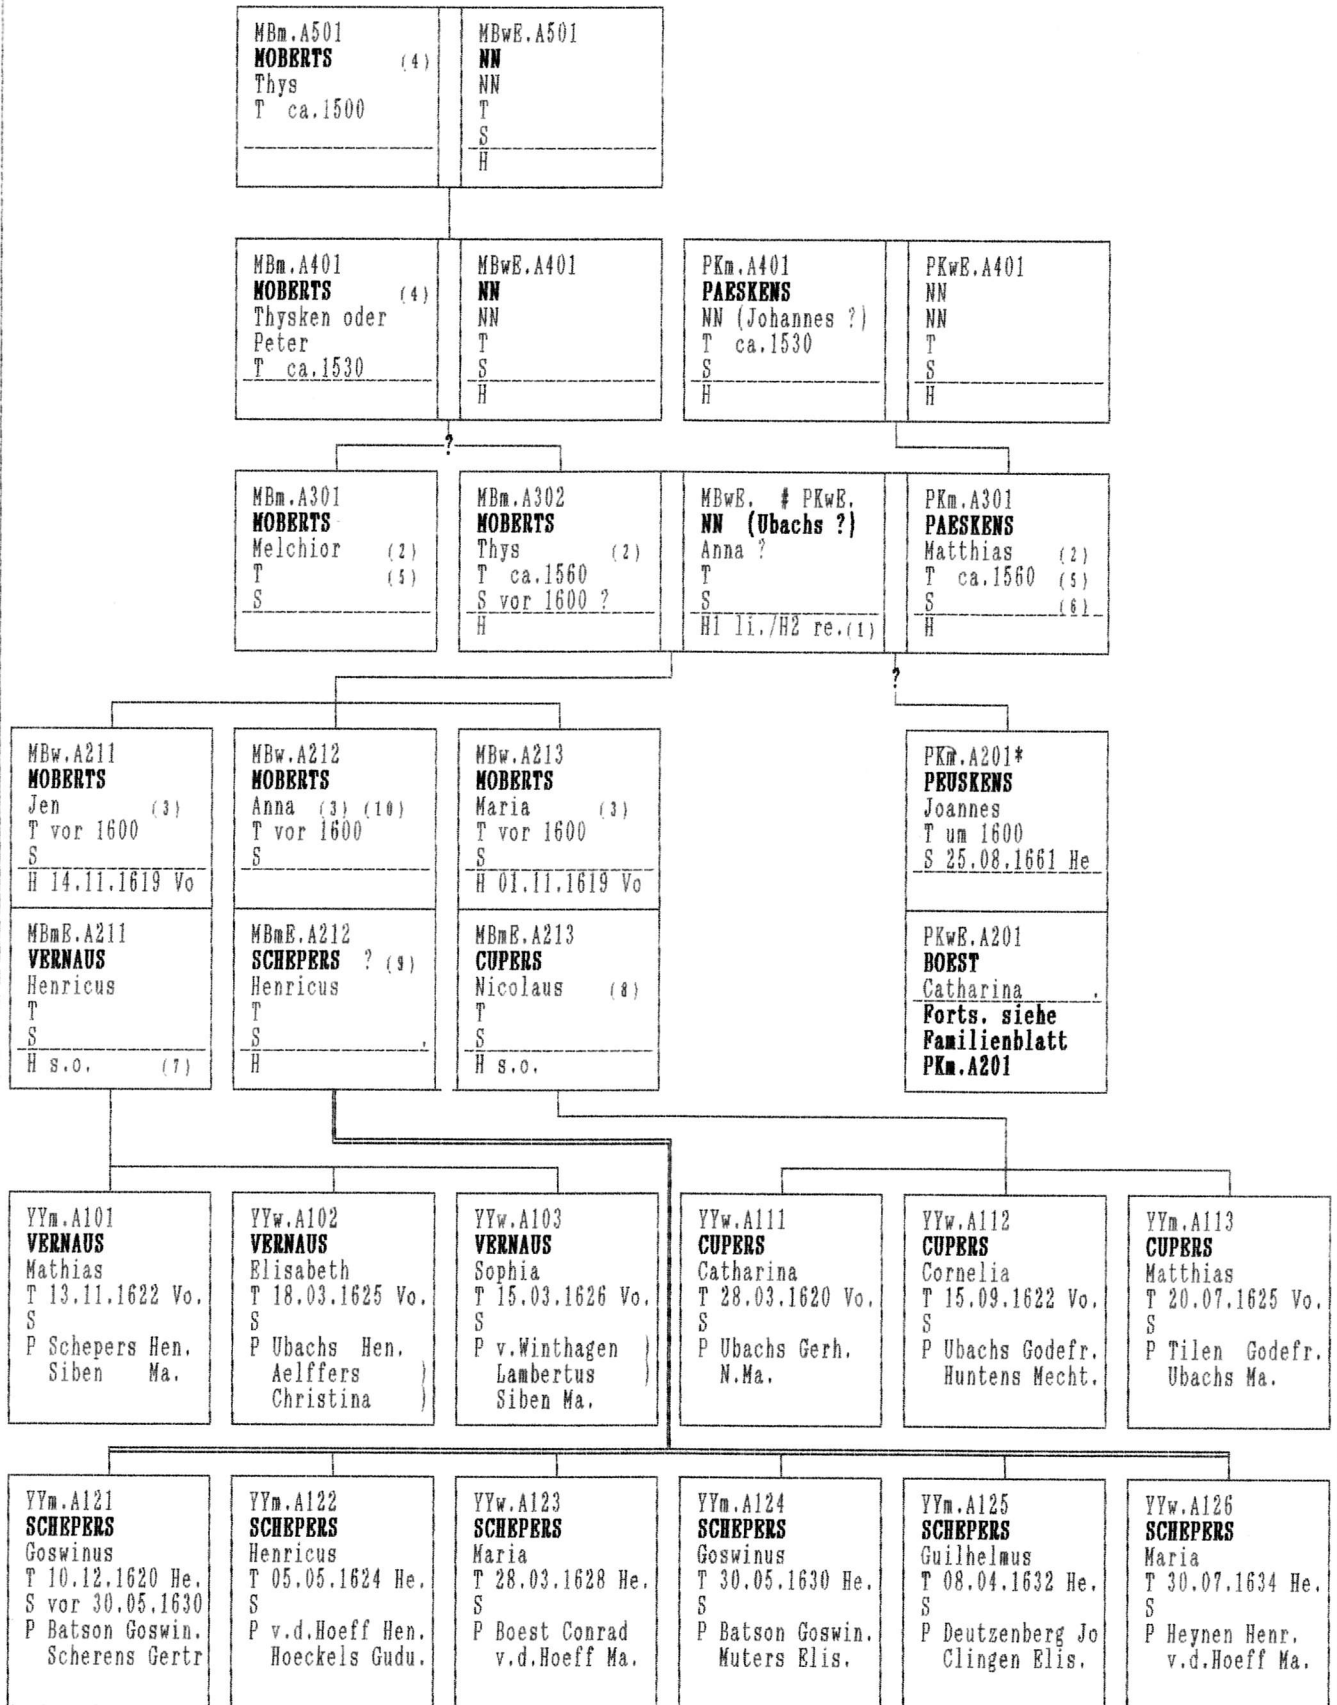 MBm.A501
MOBERTS (4)
Thys
T ca.1500
MBwE.A501
NN
NN
T
S
H
MBm.A401
MOBERTS (4)
Thysken oder
Peter
T ca.1530
MBwE.A401
NN
NN
T
S
H
PKm.A401
PAESKENS
NN (Johannes ?)
T ca.1530
S
H
PKwE.A401
NN
NN
T
S
H
?
MBm.A301
MOBERTS
Melchior (2)
T (5)
S
MBm.A302
MOBERTS
Thys (2)
T ca.1560
S vor 1600 ?
H
MBwE. # PKwE.
NN (Ubachs ?)
Anna ?
T
S
H1 li./H2 re.(1)
PKm.A301
PAESKENS
Matthias (2)
T ca.1560 (5)
S (6)
H
?
MBw.A211
MOBERTS
Jen (3)
T vor 1600
S
H 14.11.1619 Vo
MBw.A212
MOBERTS
Anna (3) (10)
T vor 1600
S
MBw.A213
MOBERTS
Maria (3)
T vor 1600
S
H 01.11.1619 Vo
PKm.A201*
PEUSKENS
Joannes
T um 1600
S 25.08.1661 He
MBmE.A211
VERNAUS
Henricus
T
S
H s.o. (7)
MBmE.A212
SCHEPERS ? (9)
Henricus
T
S .
H
MBmE.A213
CUPERS
Nicolaus (8)
T
S
H s.o.
PKwE.A201
BOEST
Catharina .
Forts. siehe
Familienblatt
PKm.A201
YYm.A101
VERNAUS
Mathias
T 13.11.1622 Vo.
S
P Schepers Hen.
Siben Ma.
YYw.A102
VERNAUS
Elisabeth
T 18.03.1625 Vo.
S
P Ubachs Hen.
Aelffers )
Christina )
YYw.A103
VERNAUS
Sophia
T 15.03.1626 Vo.
S
P v.Winthagen )
Lambertus )
Siben Ma.
YYw.A111
CUPERS
Catharina
T 28.03.1620 Vo.
S
P Ubachs Gerh.
N.Ma.
YYw.A112
CUPERS
Cornelia
T 15.09.1622 Vo.
S
P Ubachs Godefr.
Huntens Mecht.
YYm.A113
CUPERS
Matthias
T 20.07.1625 Vo.
S
P Tilen Godefr.
Ubachs Ma.
YYm.A121
SCHEPERS
Goswinus
T 10.12.1620 He.
S vor 30.05.1630
P Batson Goswin.
Scherens Gertr
YYm.A122
SCHEPERS
Henricus
T 05.05.1624 He.
S
P v.d.Hoeff Hen.
Hoeckels Gudu.
YYw.A123
SCHEPERS
Maria
T 28.03.1628 He.
S
P Boest Conrad
v.d.Hoeff Ma.
YYm.A124
SCHEPERS
Goswinus
T 30.05.1630 He.
S
P Batson Goswin.
Muters Elis.
YYm.A125
SCHEPERS
Guilhelmus
T 08.04.1632 He.
S
P Deutzenberg Jo
Clingen Elis.
YYw.A126
SCHEPERS
Maria
T 30.07.1634 He.
S
P Heynen Henr.
v.d.Hoeff Ma.